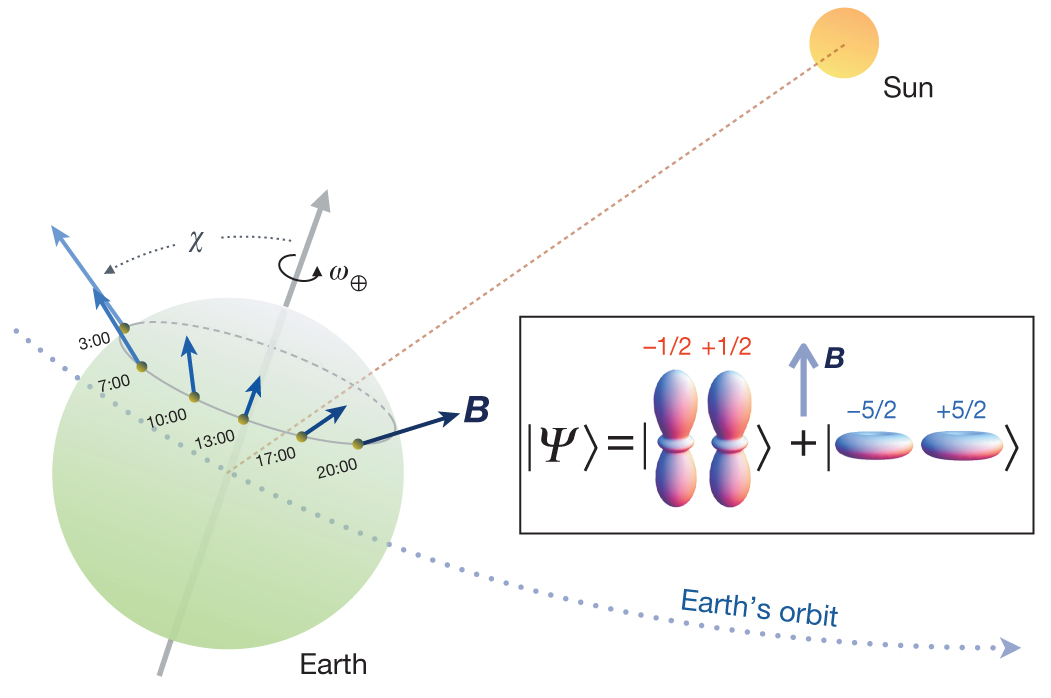 Sun
χ
ω⊕
3:00
7:00
10:00
13:00
17:00
20:00
B
−1/2 +1/2
B
−5/2 +5/2
|Ψ⟩=| ⟩ +| ⟩
Earth's orbit
Earth